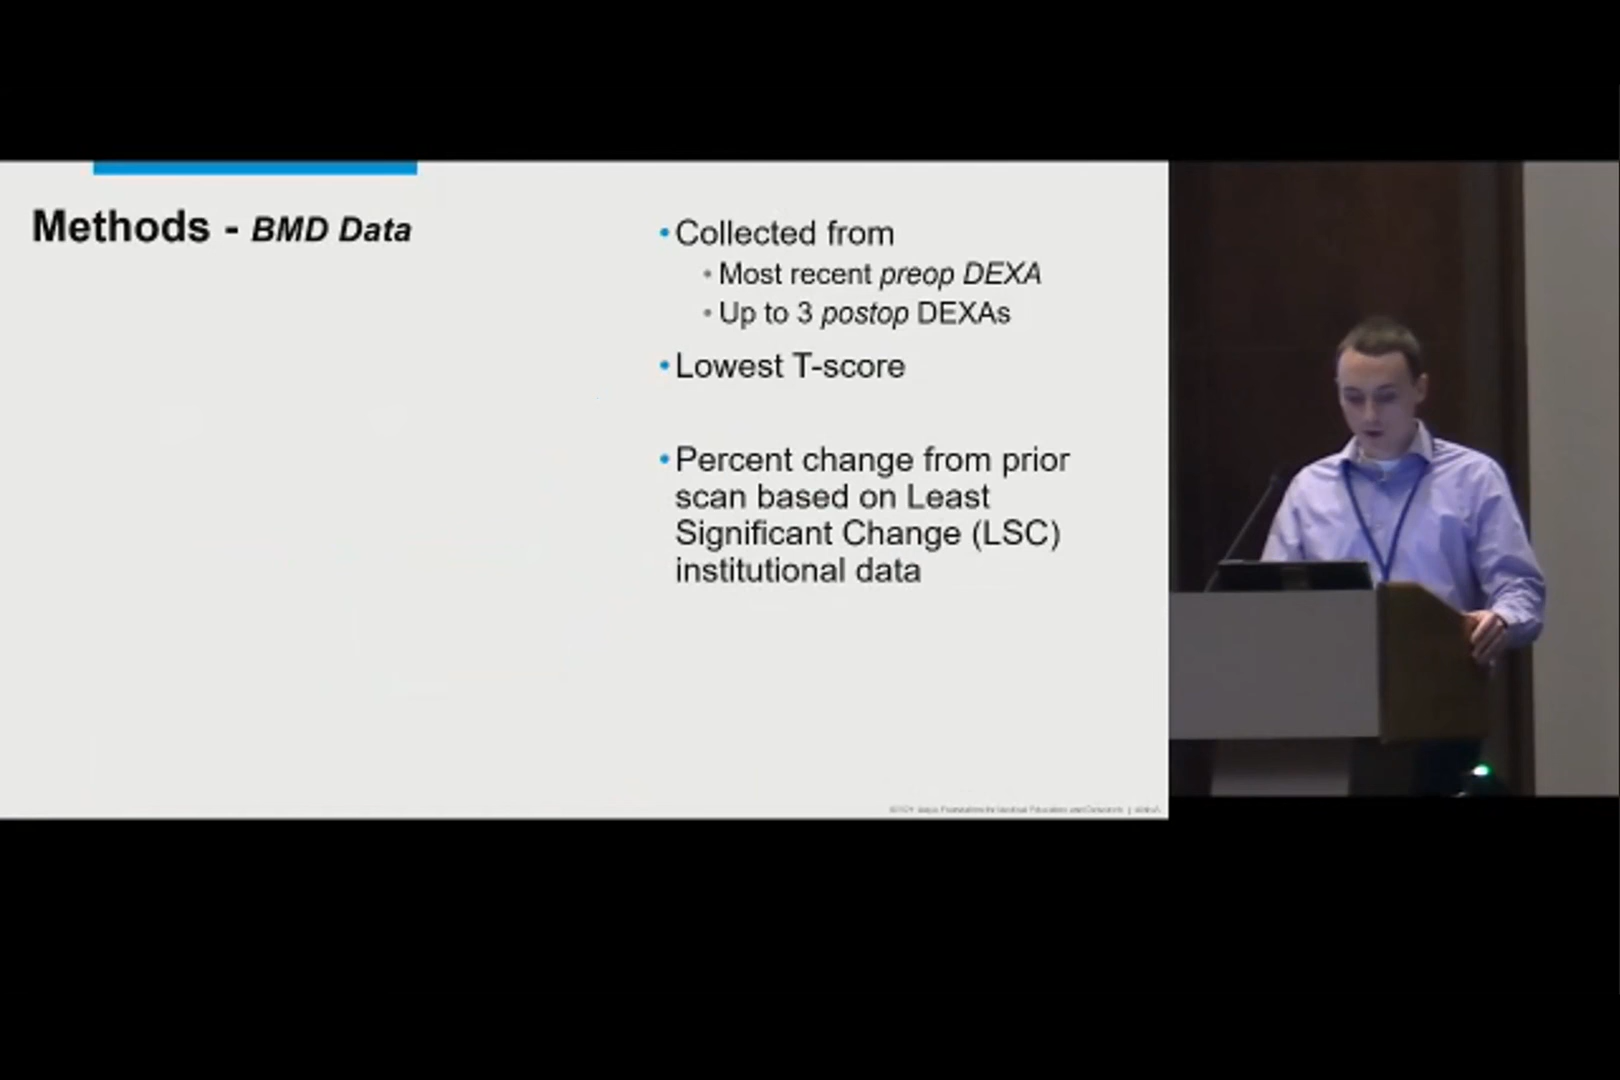 Methods - BMD Data
•Collected from
•Most recent preop DEXA
•Up to 3 postop DEXAs
•Lowest T-score
•Percent change from prior
scan based on Least
Significant Change (LSC)
institutional data